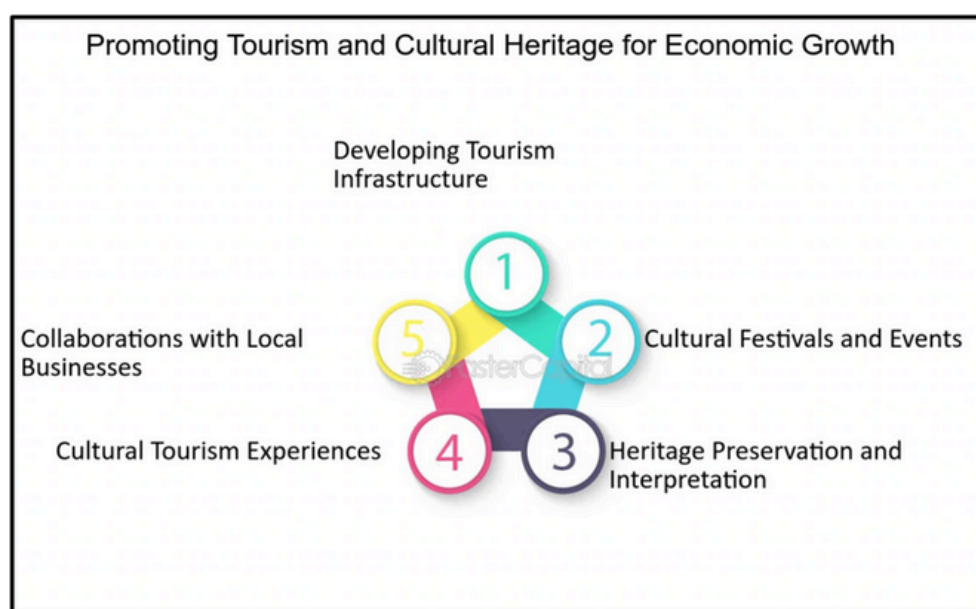 Promoting Tourism and Cultural Heritage for Economic Growth
Developing Tourism
Infrastructure
1
2
Cultural Festivals and Events
3
Heritage Preservation and
Interpretation
4
Cultural Tourism Experiences
5
Collaborations with Local
Businesses
FasterCapital